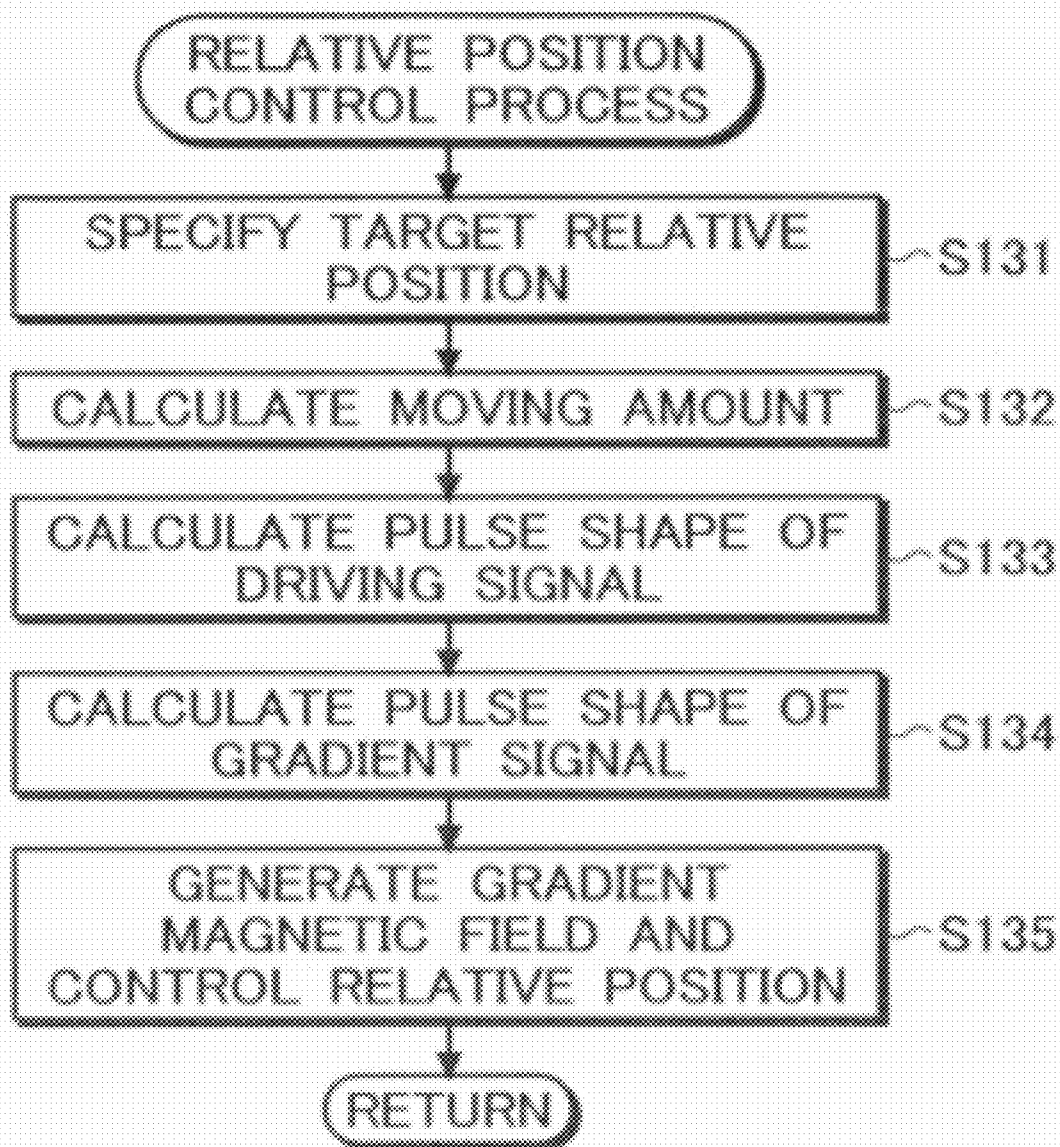 RELATIVE POSITION
CONTROL PROCESS
SPECIFY TARGET RELATIVE
POSITION
S131
CALCULATE MOVING AMOUNT
S132
CALCULATE PULSE SHAPE OF
DRIVING SIGNAL
S133
CALCULATE PULSE SHAPE OF
GRADIENT SIGNAL
S134
GENERATE GRADIENT
MAGNETIC FIELD AND
CONTROL RELATIVE POSITION
S135
RETURN